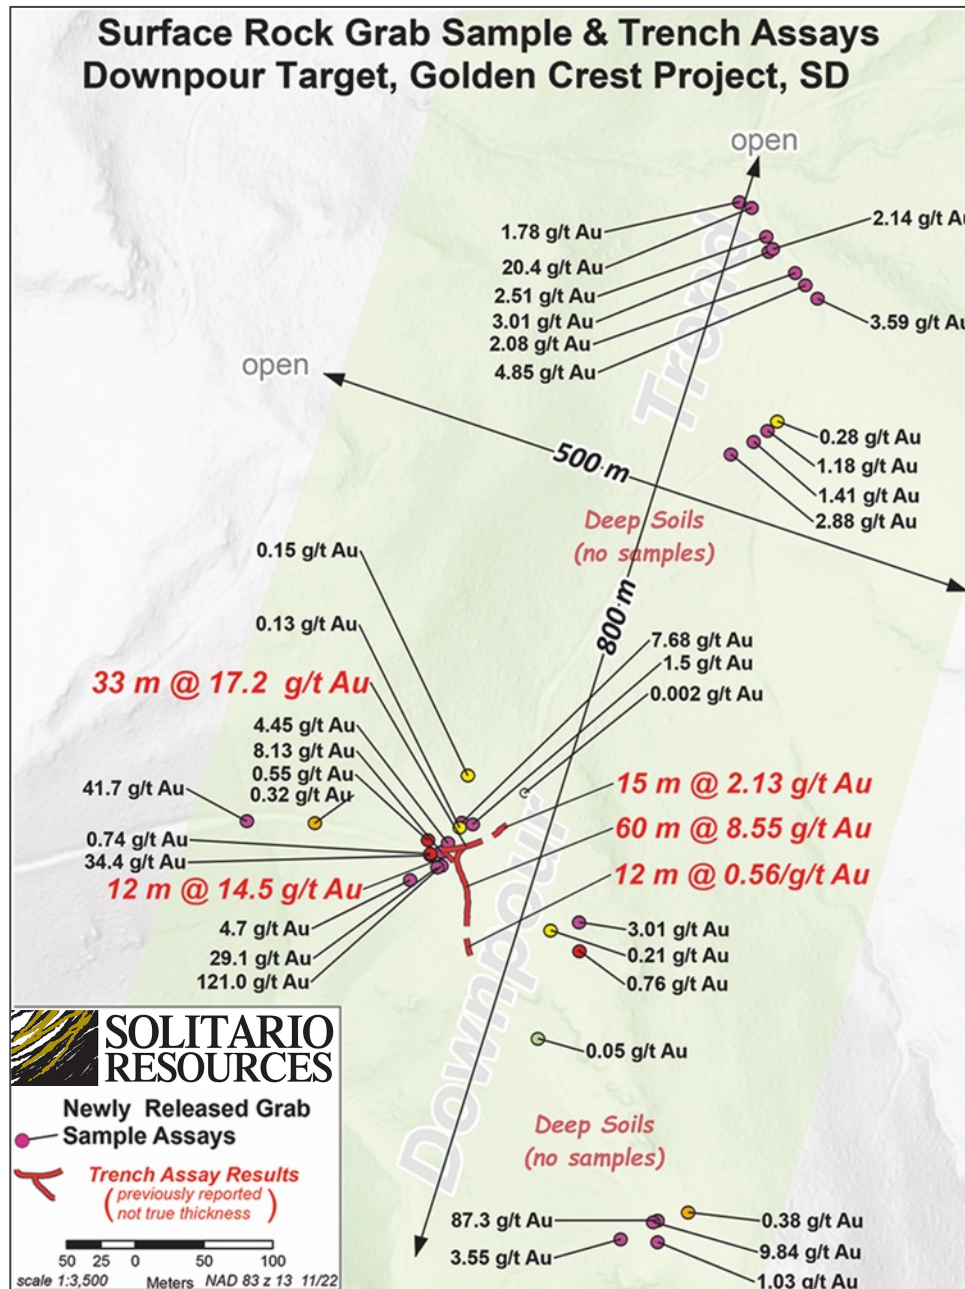 Surface Rock Grab Sample & Trench Assays
Downpour Target, Golden Crest Project, SD
open
1.78 g/t Au
2.14 g/t Au
20.4 g/t Au
2.51 g/t Au
3.01 g/t Au
3.59 g/t Au
2.08 g/t Au
4.85 g/t Au
Trend
open
0.28 g/t Au
500 m
1.18 g/t Au
1.41 g/t Au
2.88 g/t Au
Deep Soils
(no samples)
0.15 g/t Au
800 m
0.13 g/t Au
7.68 g/t Au
1.5 g/t Au
33 m @ 17.2 g/t Au
0.002 g/t Au
4.45 g/t Au
8.13 g/t Au
0.55 g/t Au
41.7 g/t Au
0.32 g/t Au
15 m @ 2.13 g/t Au
60 m @ 8.55 g/t Au
0.74 g/t Au
34.4 g/t Au
12 m @ 14.5 g/t Au
12 m @ 0.56/g/t Au
4.7 g/t Au
3.01 g/t Au
29.1 g/t Au
0.21 g/t Au
121.0 g/t Au
0.76 g/t Au
Downpour
0.05 g/t Au
Deep Soils
(no samples)
87.3 g/t Au
0.38 g/t Au
3.55 g/t Au
9.84 g/t Au
1.03 g/t Au
SOLITARIO
RESOURCES
Newly Released Grab
Sample Assays
Trench Assay Results
(previously reported
not true thickness)
50 25 0 50 100
scale 1:3,500 Meters NAD 83 z 13 11/22